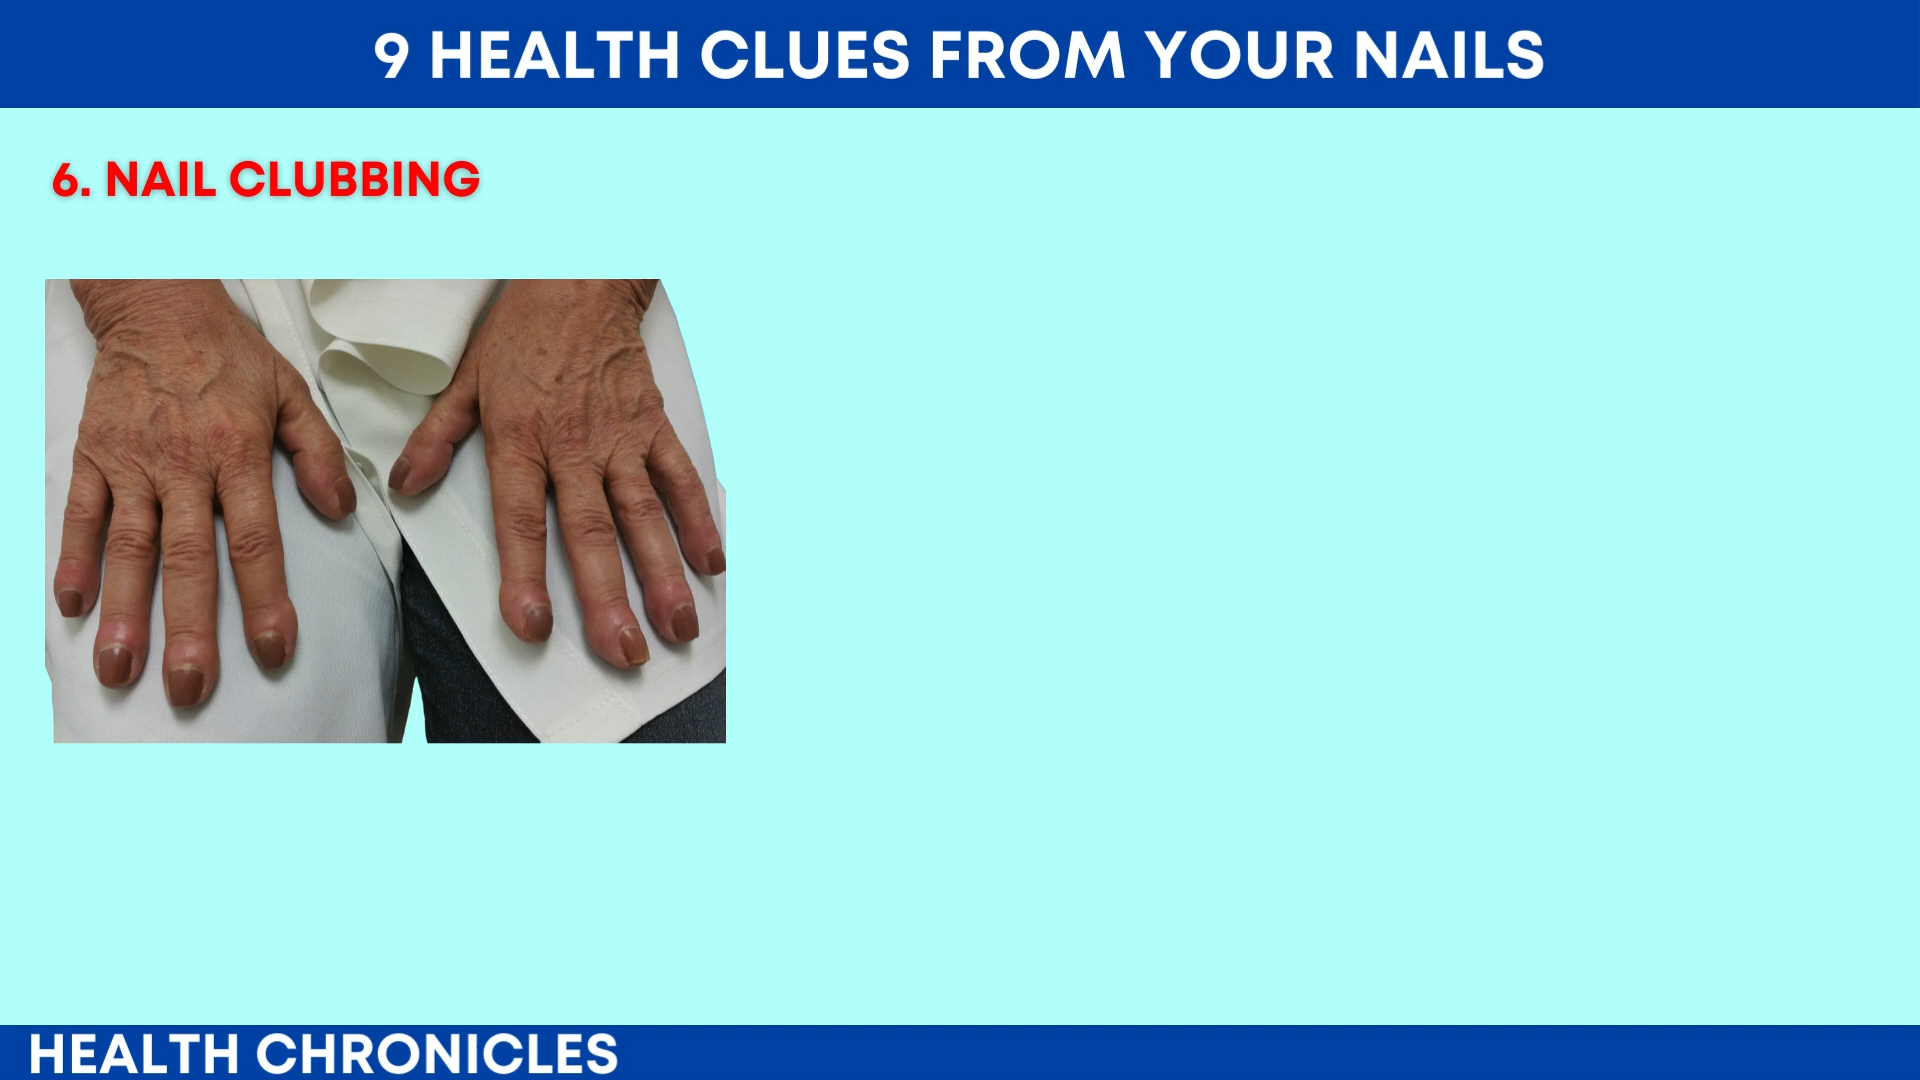 9 HEALTH CLUES FROM YOUR NAILS
6. NAIL CLUBBING
HEALTH CHRONICLES